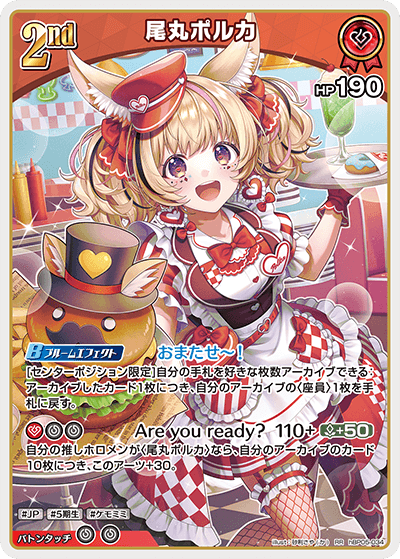 2nd
尾丸ポルカ
HP 190
B ブルームエフェクト おまたせ～！
[センターポジション限定]自分の手札を好きな枚数アーカイブできる：
アーカイブしたカード1枚につき、自分のアーカイブの〈座員〉1枚を手
札に戻す。
Are you ready? 110+ +50
自分の推しホロメンが〈尾丸ポルカ〉なら、自分のアーカイブのカード
10枚につき、このアーツ+30。
#JP #5期生 #ケモミミ
バトンタッチ
RR hBP05-034